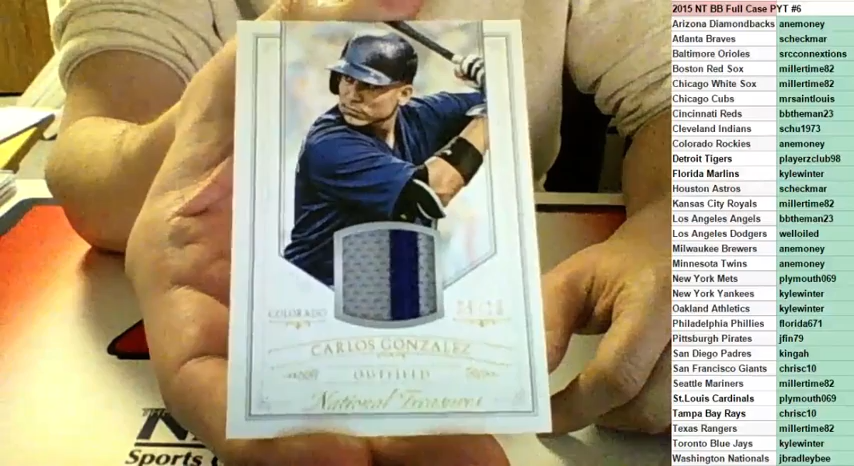 2015 NT BB Full Case PYT #6
Arizona Diamondbacks anemoney
Atlanta Braves scheckmar
Baltimore Orioles srcconnextions
Boston Red Sox millertime82
Chicago White Sox millertime82
Chicago Cubs mrsaintlouis
Cincinnati Reds bbtheman23
Cleveland Indians schu1973
Colorado Rockies anemoney
Detroit Tigers playerzclub98
Florida Marlins kylewinter
Houston Astros scheckmar
Kansas City Royals millertime82
Los Angeles Angels bbtheman23
Los Angeles Dodgers welloiled
Milwaukee Brewers anemoney
Minnesota Twins anemoney
New York Mets plymouth069
New York Yankees kylewinter
Oakland Athletics kylewinter
Philadelphia Phillies florida671
Pittsburgh Pirates jfin79
San Diego Padres kingah
San Francisco Giants chrisc10
Seattle Mariners millertime82
St.Louis Cardinals plymouth069
Tampa Bay Rays chrisc10
Texas Rangers millertime82
Toronto Blue Jays kylewinter
Washington Nationals jbradleybee
COLORADO
CARLOS GONZALEZ
OUTFIELD
National Treasures
Sports